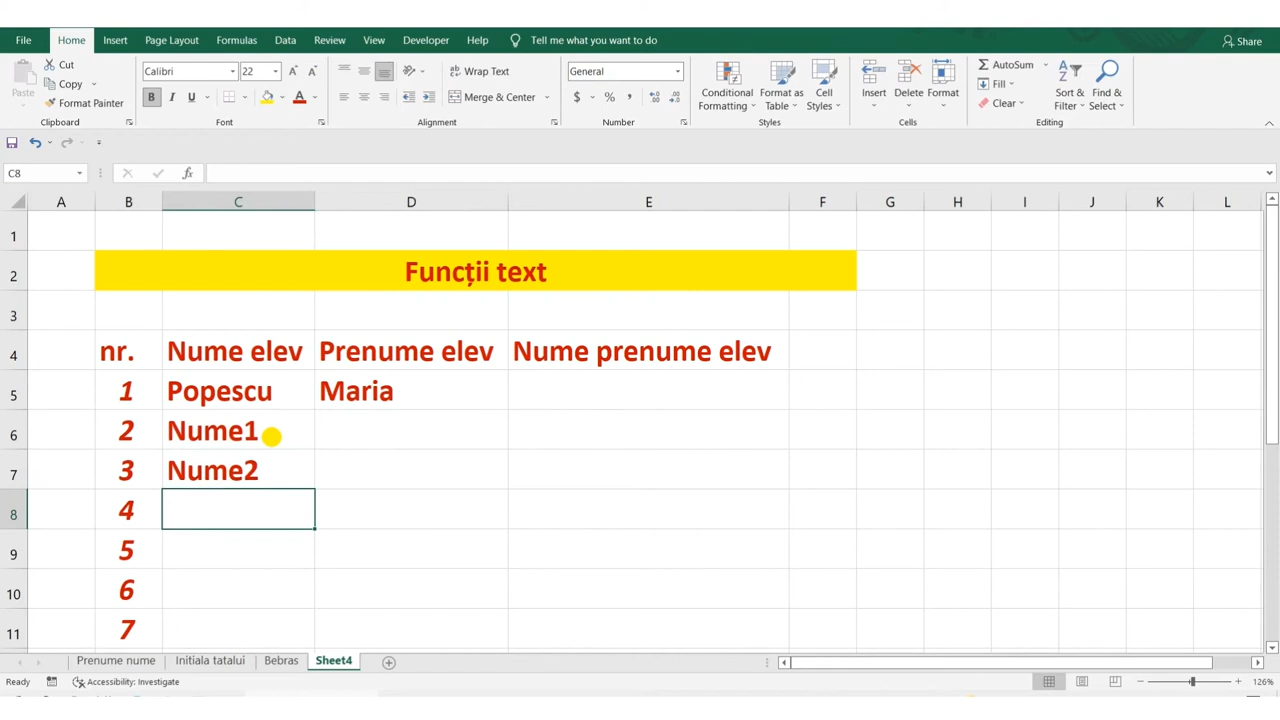 File Home Insert Page Layout Formulas Data Review View Developer Help Tell me what you want to do Share
Cut
Copy
Format Painter
Paste
Calibri 22
B I U A
Wrap Text
Merge & Center
General
$ % ,
Conditional Formatting
Format as Table
Cell Styles
Insert Delete Format
AutoSum
Fill
Clear
Sort & Filter
Find & Select
Clipboard Font Alignment Number Styles Cells Editing
C8 fx
A B C D E F G H I J K L
1
2 Funcții text
3
4 nr. Nume elev Prenume elev Nume prenume elev
5 1 Popescu Maria
6 2 Nume1
7 3 Nume2
8 4
9 5
10 6
11 7
Prenume nume Initiala tatalui Bebras Sheet4
Ready Accessibility: Investigate 126%